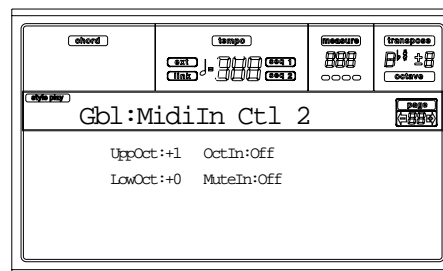 chord
tempo
measure
transpose
ext
seq 1
link
seq 2
octave
style play
Gbl:MidiIn Ctl 2
page
UppOct:+1 OctIn:Off
LowOct:+0 MuteIn:Off